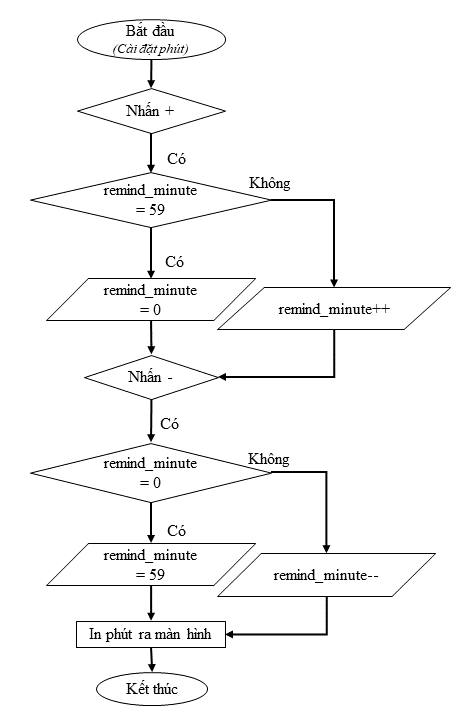 Bắt đầu
(Cài đặt phút)
Nhấn +
Có
Không
remind_minute
= 59
Có
remind_minute
= 0
remind_minute++
Nhấn -
Có
Không
remind_minute
= 0
Có
remind_minute
= 59
remind_minute--
In phút ra màn hình
Kết thúc